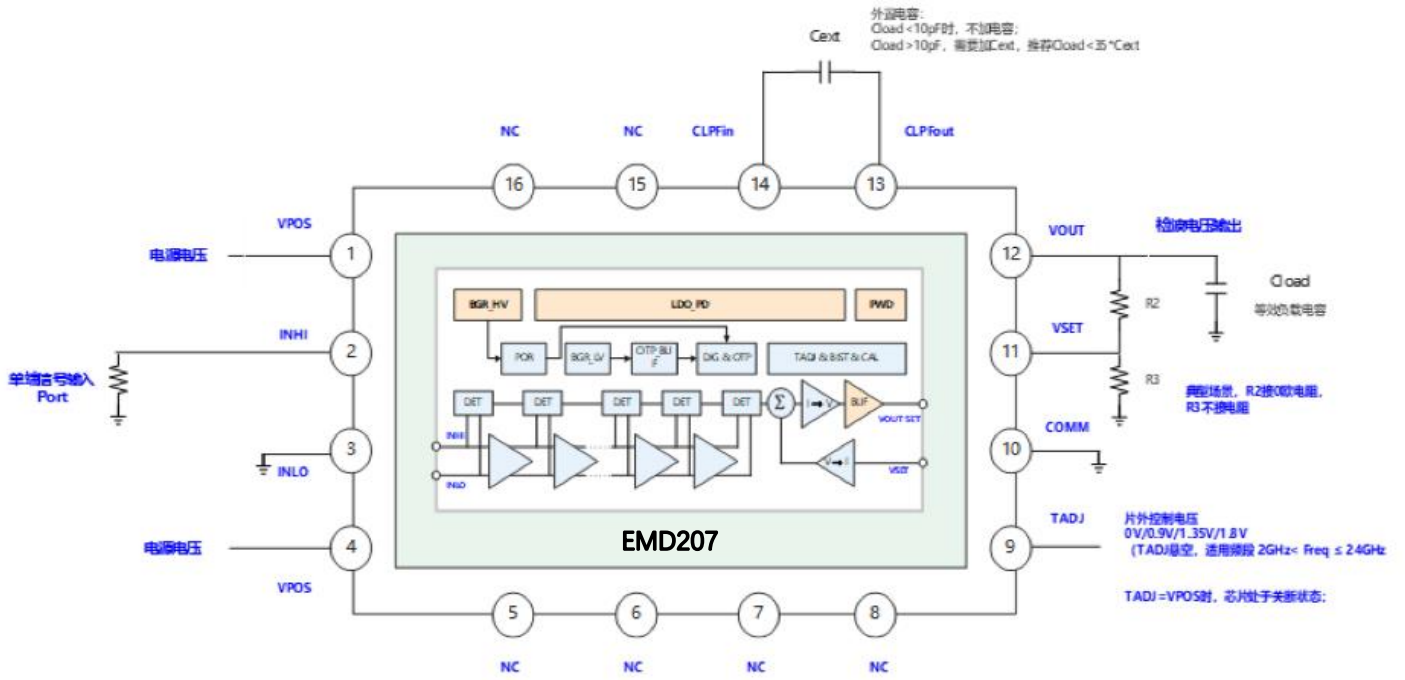 外置电容：
Cload <10pF时，不加电容；
Cload >10pF，需要加Cext，推荐Cload <35*Cext
Cext
NC
NC
CLPFin
CLPFout
16
15
14
13
VPOS
电源电压
1
INHI
2
单端信号输入
Port
3
INLO
电源电压
4
VPOS
BGR_HV
LDO_PD
PWD
POR
BGR_LV
OTP BU
F
DIG & OTP
TADJ & BIST & CAL
DET
DET
DET
DET
DET
Σ
I→V
BUF
VOUT SET
INHI
INLO
V→I
VSET
EMD207
VOUT
检波电压输出
12
Cload
等效负载电容
R2
VSET
11
R3
典型场景，R2接0欧电阻，
R3不接电阻
COMM
10
TADJ
9
片外控制电压
0V/0.9V/1.35V/1.8V
（TADJ悬空，适用频段 2GHz< Freq ≤ 24GHz
TADJ =VPOS时，芯片处于关断状态；
5
6
7
8
NC
NC
NC
NC